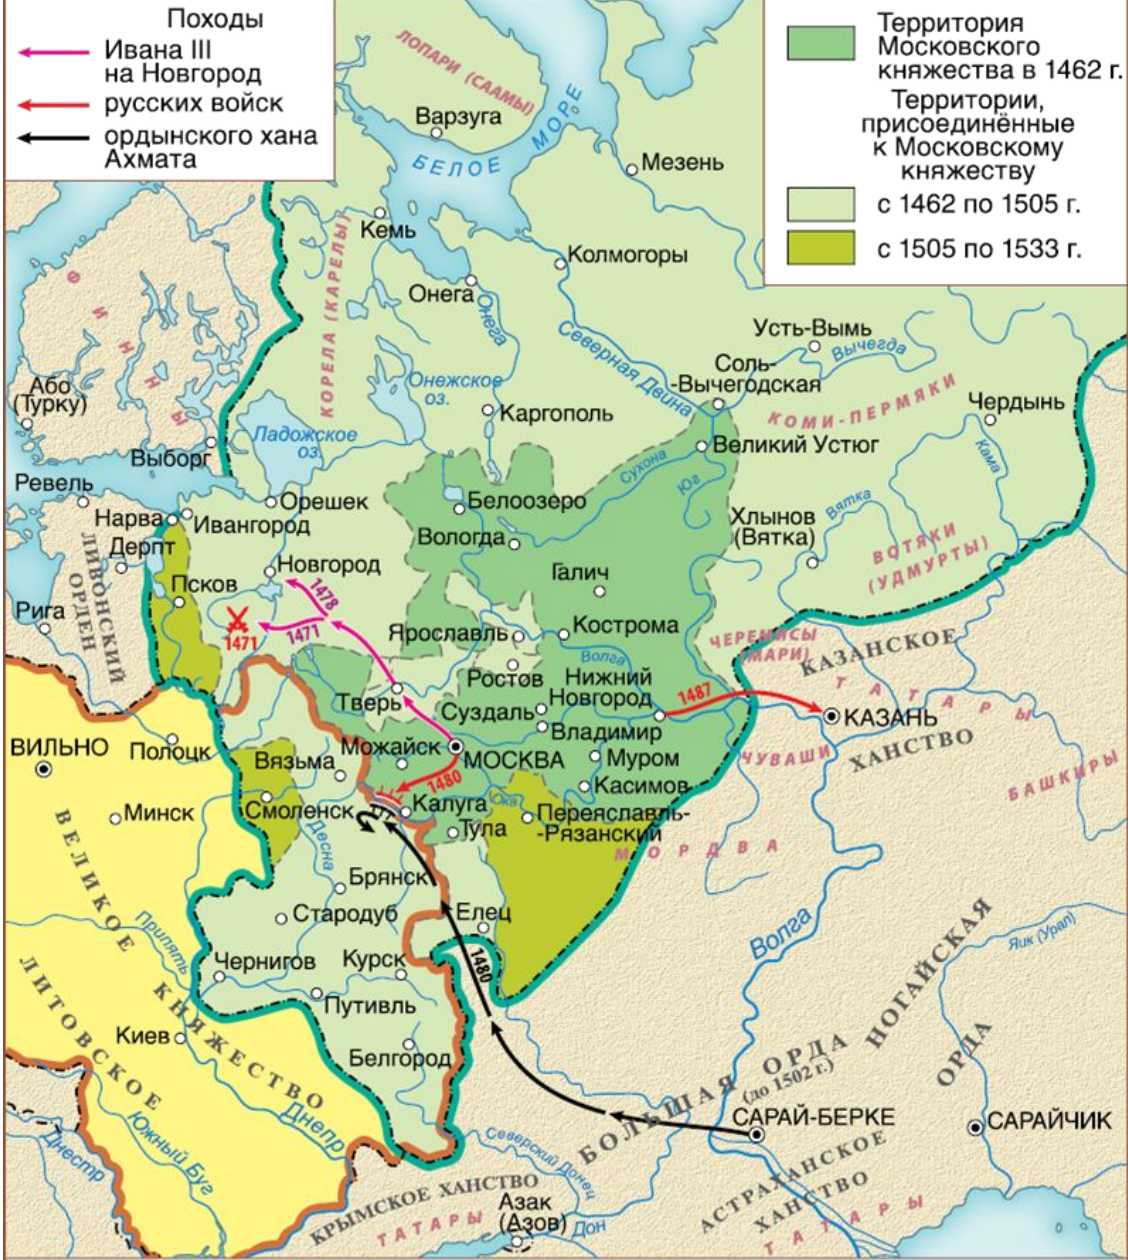 Походы
Ивана III
на Новгород
русских войск
ордынского хана
Ахмата
Территория
Московского
княжества в 1462 г.
Территории,
присоединённые
к Московскому
княжеству
с 1462 по 1505 г.
с 1505 по 1533 г.
ЛОПАРИ (СААМЫ)
Варзуга
БЕЛОЕ МОРЕ
Мезень
Кемь
Колмогоры
Онега
Онега
КОРЕЛА (КАРЕЛЫ)
ФИННЫ
Северная Двина
Усть-Вымь
Вычегда
Соль-
-Вычегодская
КОМИ-ПЕРМЯКИ
Чердынь
Або
(Турку)
Онежское
оз.
Каргополь
Ладожское
оз.
Великий Устюг
Кама
Выборг
Сухона
Юг
Ревель
Орешек
Белоозеро
Вятка
Нарва
Ивангород
Хлынов
(Вятка)
Дерпт
Вологда
ВОТЯКИ
(УДМУРТЫ)
ЛИВОНСКИЙ
ОРДЕН
Новгород
Галич
Псков
1478
Рига
1471
1471
Ярославль
Кострома
ЧЕРЕМИСЫ
(МАРИ)
КАЗАНСКОЕ
Волга
Ростов
Нижний
Новгород
1487
ТАТАРЫ
Тверь
Суздаль
КАЗАНЬ
Владимир
ХАНСТВО
ВИЛЬНО
Полоцк
Можайск
МОСКВА
Муром
ЧУВАШИ
БАШКИРЫ
Вязьма
1480
Касимов
Смоленск
Калуга
Ока
Переяславль-
-Рязанский
Минск
Тула
МОРДВА
Десна
Брянск
ВЕЛИКОЕ
Стародуб
Елец
Припять
Волга
Яик (Урал)
Чернигов
Курск
1480
ЛИТОВСКОЕ
КНЯЖЕСТВО
Путивль
НОГАЙСКАЯ
ОРДА
Киев
Белгород
БОЛЬШАЯ ОРДА
(до 1502 г.)
Днепр
САРАЙ-БЕРКЕ
САРАЙЧИК
Южный Буг
Днестр
Северский Донец
АСТРАХАНСКОЕ
ХАНСТВО
ТАТАРЫ
КРЫМСКОЕ ХАНСТВО
ТАТАРЫ
Азак
(Азов)
Дон